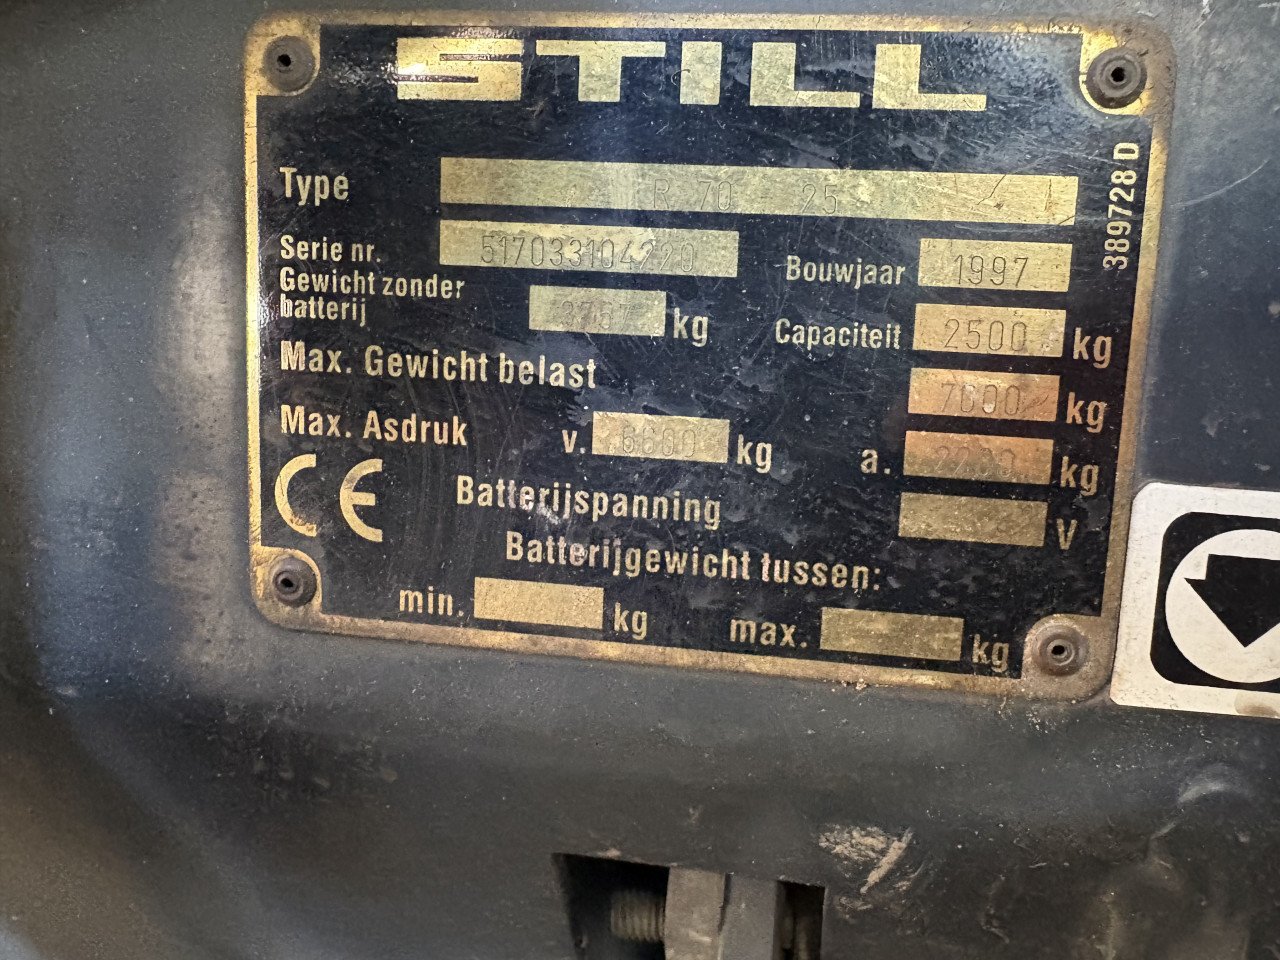 STILL
Type R 70 - 25
Serie nr. 517033104220 Bouwjaar 1997
Gewicht zonder
batterij kg Capaciteit 2500 kg
Max. Gewicht belast kg
Max. Asdruk v. 6600 kg a. kg
CE
Batterijspanning V
Batterijgewicht tussen:
min. kg max. kg
389728 D